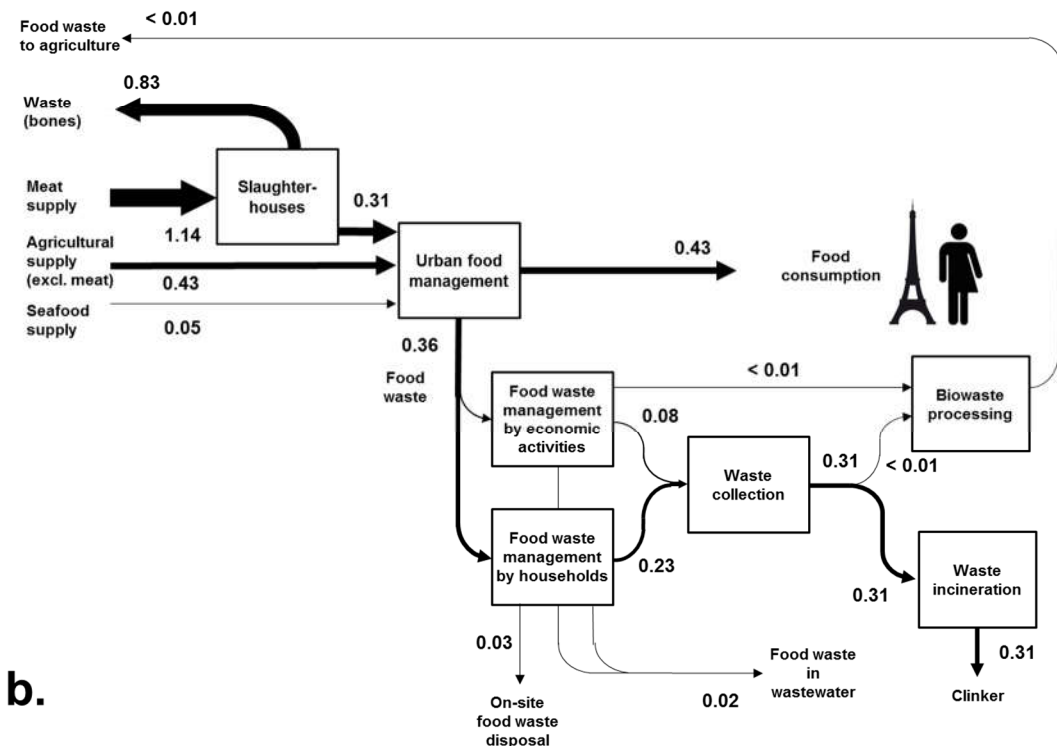 < 0.01
Food waste
to agriculture
0.83
Waste
(bones)
Slaughter-
houses
Meat
supply
0.31
1.14
Agricultural
supply
(excl. meat)
0.43
Urban food
management
0.43
Food
consumption
Seafood
supply
0.05
0.36
Food
waste
< 0.01
Food waste
management
by economic
activities
0.08
Biowaste
processing
Waste
collection
0.31
< 0.01
Food waste
management
by households
0.23
Waste
incineration
0.31
0.03
0.31
Food waste
in
wastewater
0.02
Clinker
On-site
food waste
disposal
b.